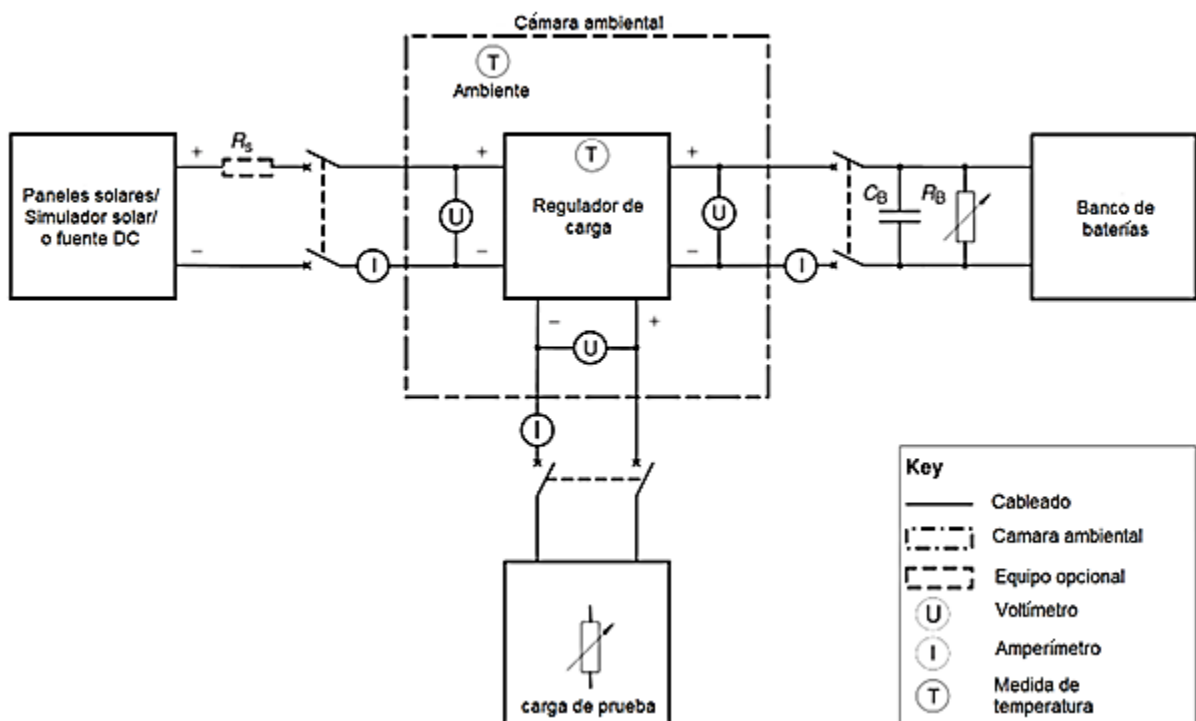 Cámara ambiental
T
Ambiente
Paneles solares/
Simulador solar/
o fuente DC
+
Rs
−
I
U
+
−
T
Regulador de
carga
+
−
U
I
CB
RB
Banco de
baterías
−
+
U
I
carga de prueba
Key
Cableado
Camara ambiental
Equipo opcional
U
Voltímetro
I
Amperímetro
T
Medida de
temperatura